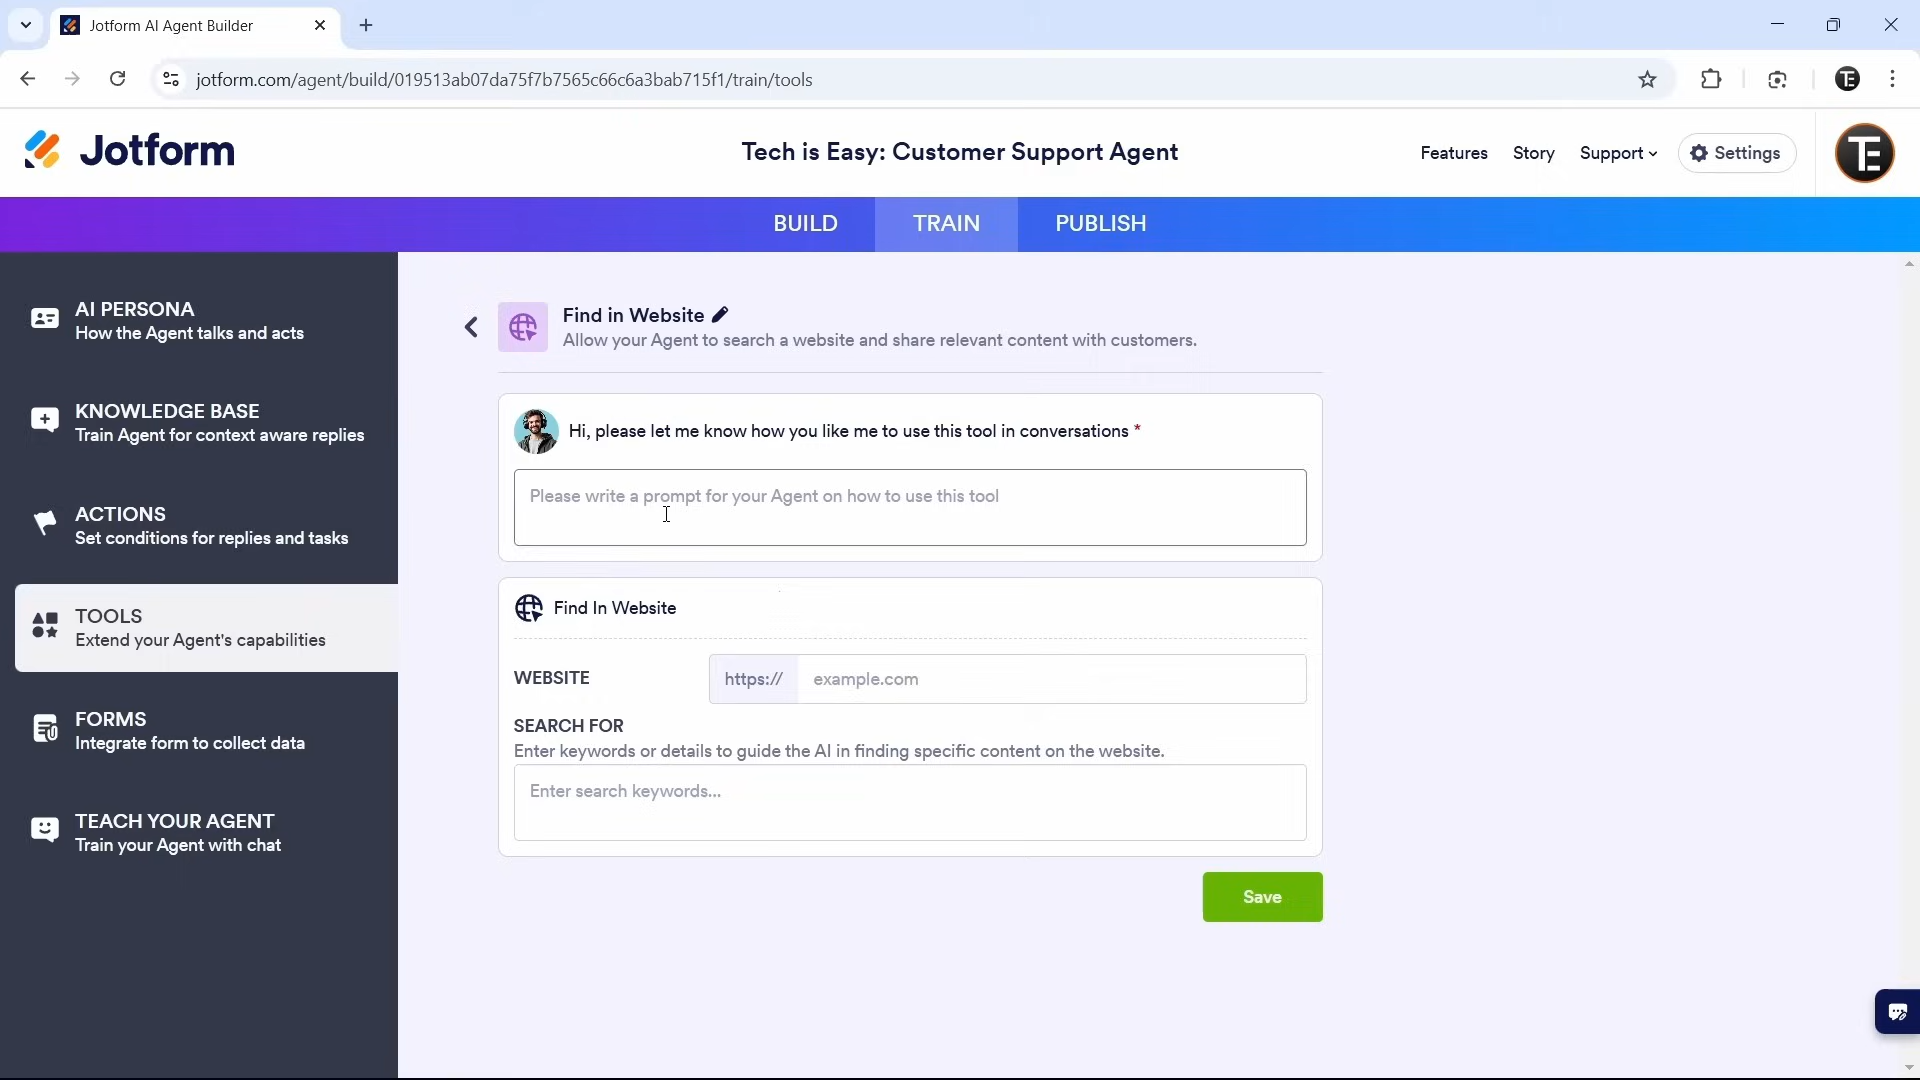 Jotform AI Agent Builder
jotform.com/agent/build/019513ab07da75f7b7565c66c6a3bab715f1/train/tools
TE
Jotform
Tech is Easy: Customer Support Agent
Features
Story
Support
Settings
TE
BUILD
TRAIN
PUBLISH
AI PERSONA
How the Agent talks and acts
KNOWLEDGE BASE
Train Agent for context aware replies
ACTIONS
Set conditions for replies and tasks
TOOLS
Extend your Agent's capabilities
FORMS
Integrate form to collect data
TEACH YOUR AGENT
Train your Agent with chat
Find in Website
Allow your Agent to search a website and share relevant content with customers.
Hi, please let me know how you like me to use this tool in conversations *
Please write a prompt for your Agent on how to use this tool
Find In Website
WEBSITE
https://
example.com
SEARCH FOR
Enter keywords or details to guide the AI in finding specific content on the website.
Enter search keywords...
Save